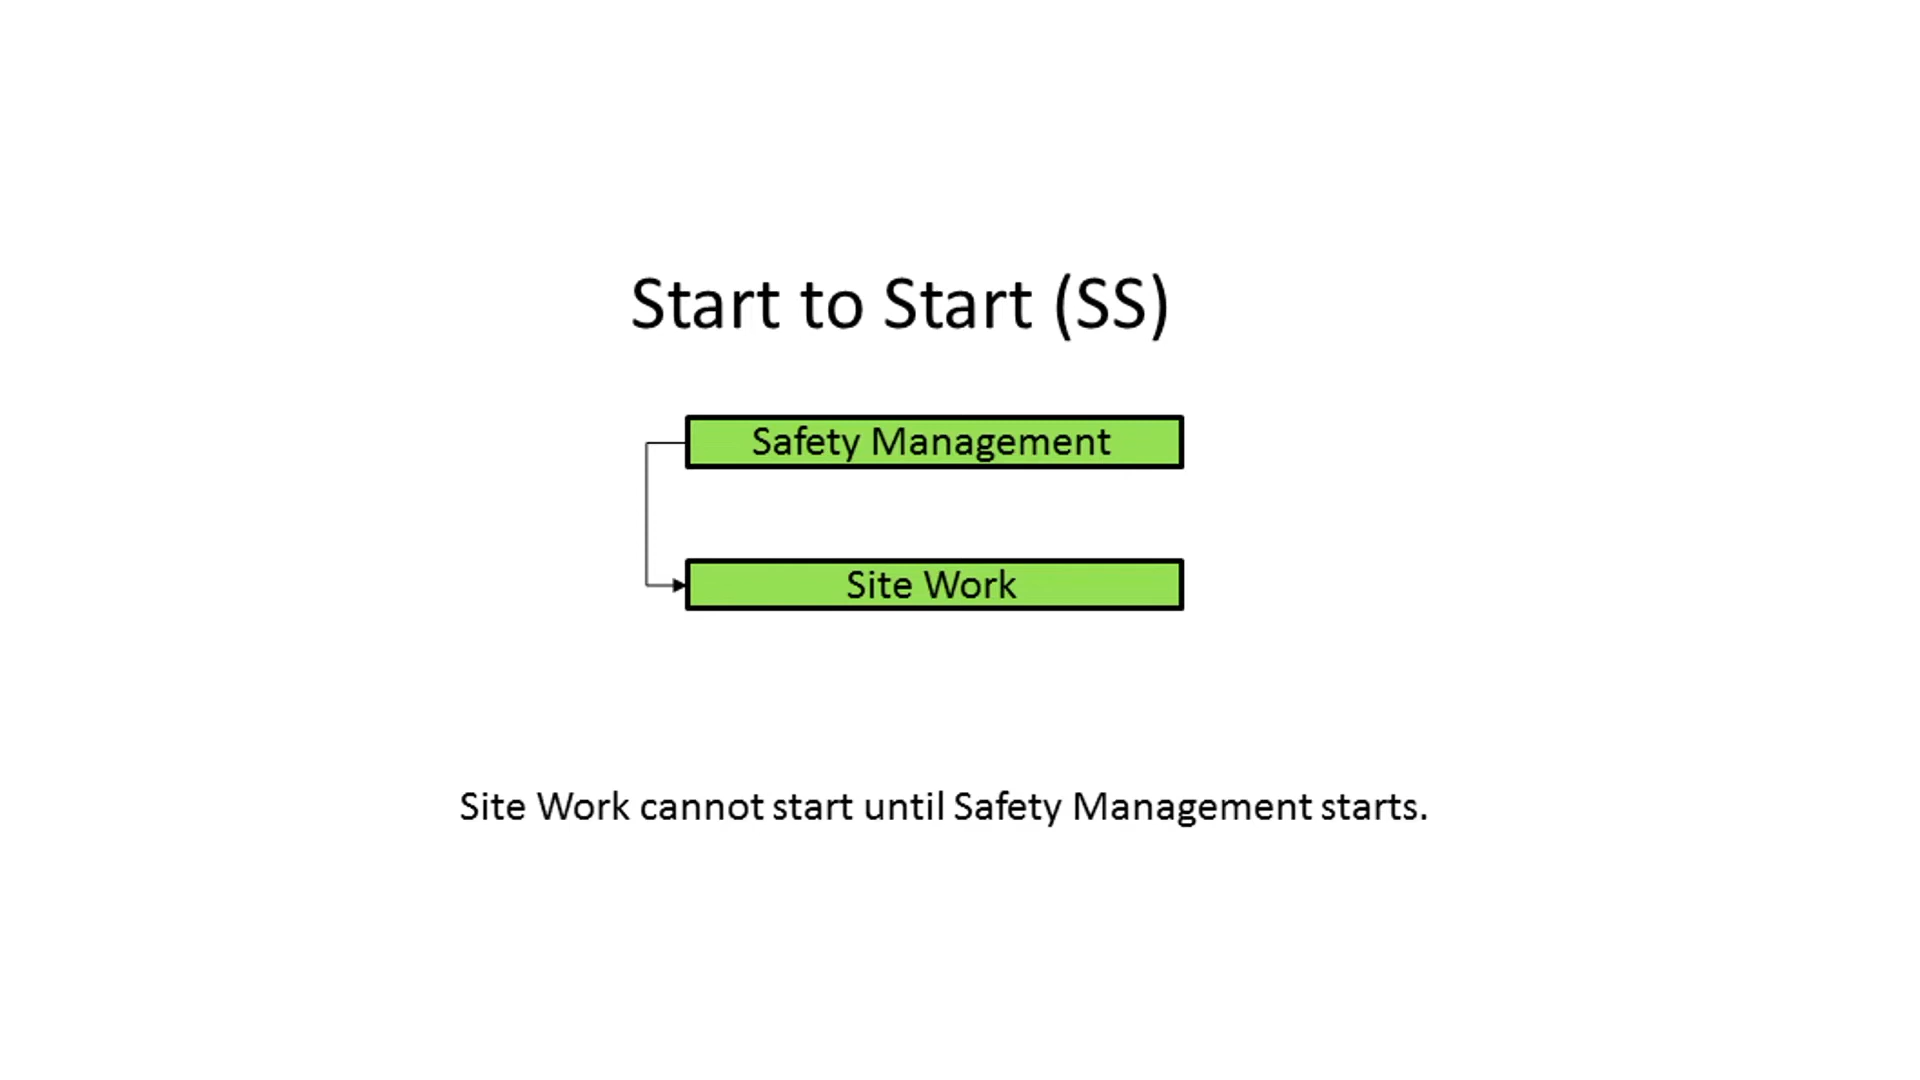 Start to Start (SS)
Safety Management
Site Work
Site Work cannot start until Safety Management starts.